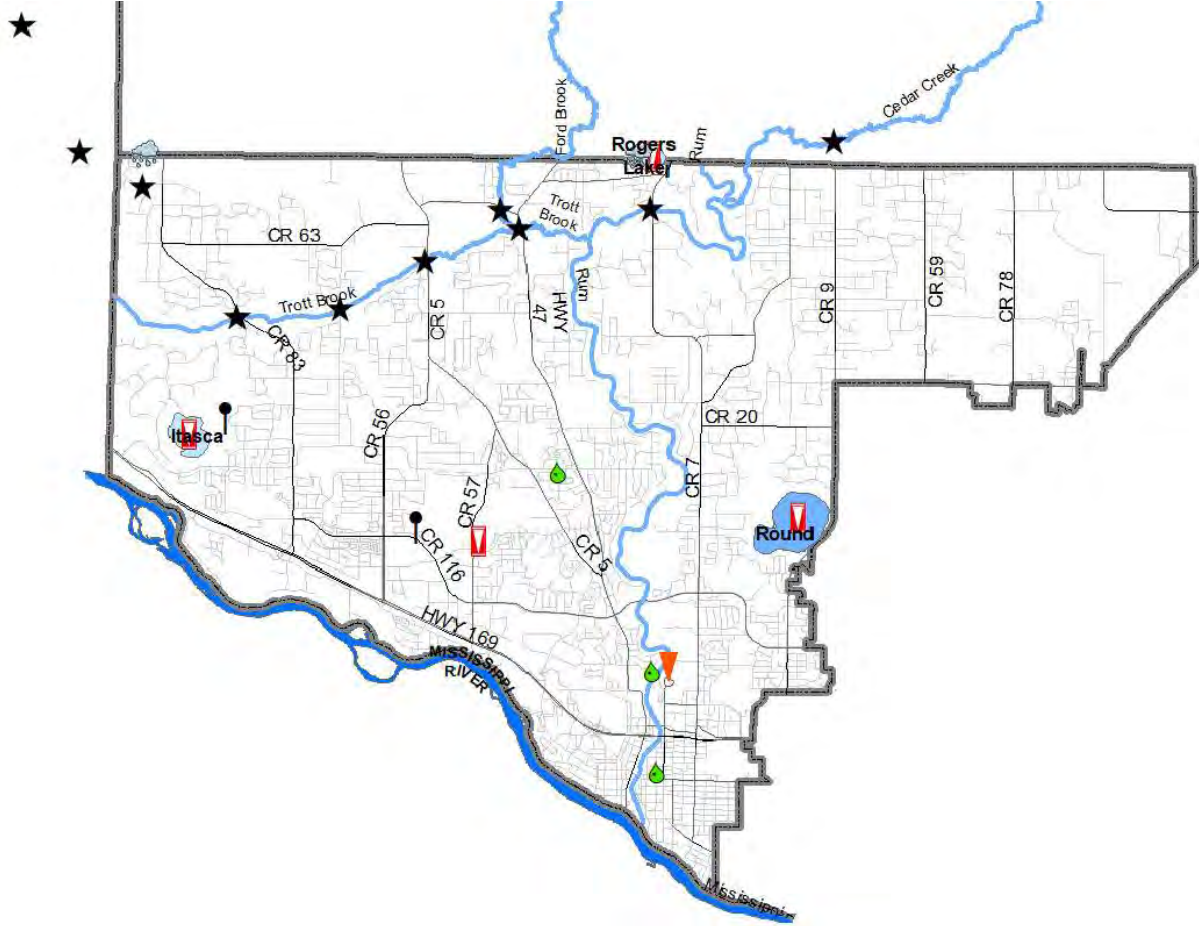 Ford Brook
Cedar Creek
Rogers
Lake
Rum
Trott
Brook
CR 63
Rum
HWY
47
CR 5
CR 9
CR 59
CR 78
Trott Brook
CR 83
CR 56
CR 20
Itasca
CR 57
CR 7
Round
CR 116
CR 5
HWY 169
MISSISSIPPI
RIVER
Mississippi